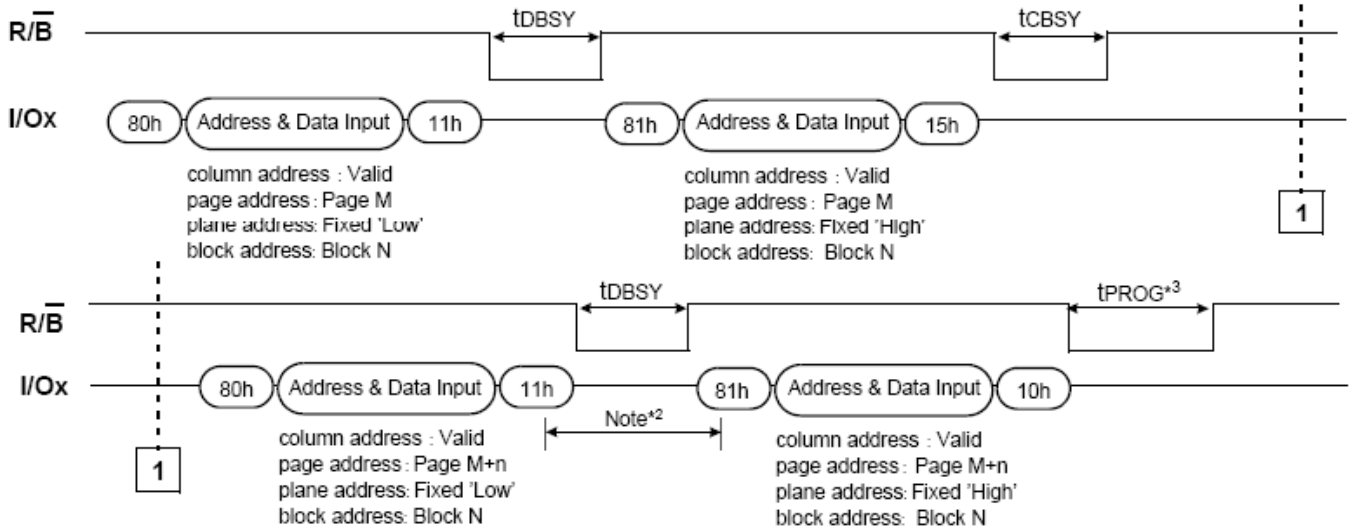 tDBSY tCBSY
R/B
I/Ox 80h Address & Data Input 11h 81h Address & Data Input 15h
column address : Valid column address : Valid
page address : Page M page address : Page M
plane address: Fixed 'Low' plane address: Fixed 'High'
block address: Block N block address: Block N
1
tDBSY tPROG*3
R/B
I/Ox 80h Address & Data Input 11h 81h Address & Data Input 10h
Note*2
column address : Valid column address : Valid
page address : Page M+n page address : Page M+n
plane address: Fixed 'Low' plane address: Fixed 'High'
block address: Block N block address: Block N
1